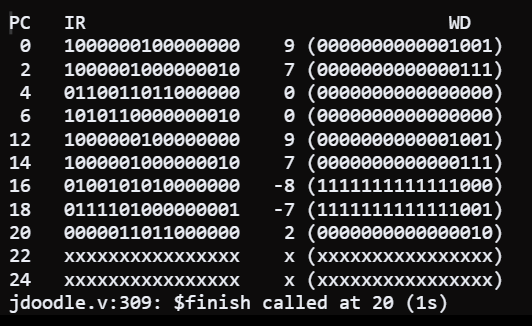 PC IR WD
0 1000000100000000 9 (0000000000001001)
2 1000001000000010 7 (0000000000000111)
4 0110011011000000 0 (0000000000000000)
6 1010110000000010 0 (0000000000000000)
12 1000000100000000 9 (0000000000001001)
14 1000001000000010 7 (0000000000000111)
16 0100101010000000 -8 (1111111111111000)
18 0111101000000001 -7 (1111111111111001)
20 0000011011000000 2 (0000000000000010)
22 xxxxxxxxxxxxxxxx x (xxxxxxxxxxxxxxxx)
24 xxxxxxxxxxxxxxxx x (xxxxxxxxxxxxxxxx)
jdoodle.v:309: $finish called at 20 (1s)